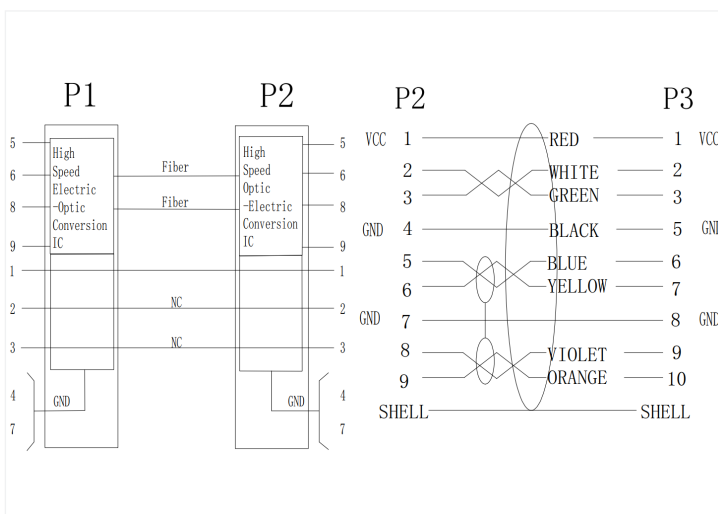 P1
P2
5
6
8
9
1
2
3
4
7
High
Speed
Electric
-Optic
Conversion
IC
GND
Fiber
Fiber
NC
NC
High
Speed
Optic
-Electric
Conversion
IC
GND
5
6
8
9
1
2
3
4
7
P2
P3
VCC 1 RED 1 VCC
2 WHITE 2
3 GREEN 3
GND 4 BLACK 5 GND
5 BLUE 6
6 YELLOW 7
GND 7 8 GND
8 VIOLET 9
9 ORANGE 10
SHELL SHELL